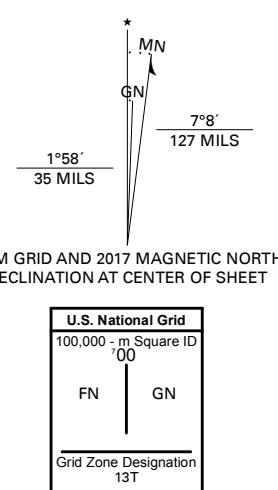 ★
MN
GN
7°8´
127 MILS
1°58´
35 MILS
M GRID AND 2017 MAGNETIC NORTH
ECLINATION AT CENTER OF SHEET
U.S. National Grid
100,000 - m Square ID
⁷00
FN GN
Grid Zone Designation
13T